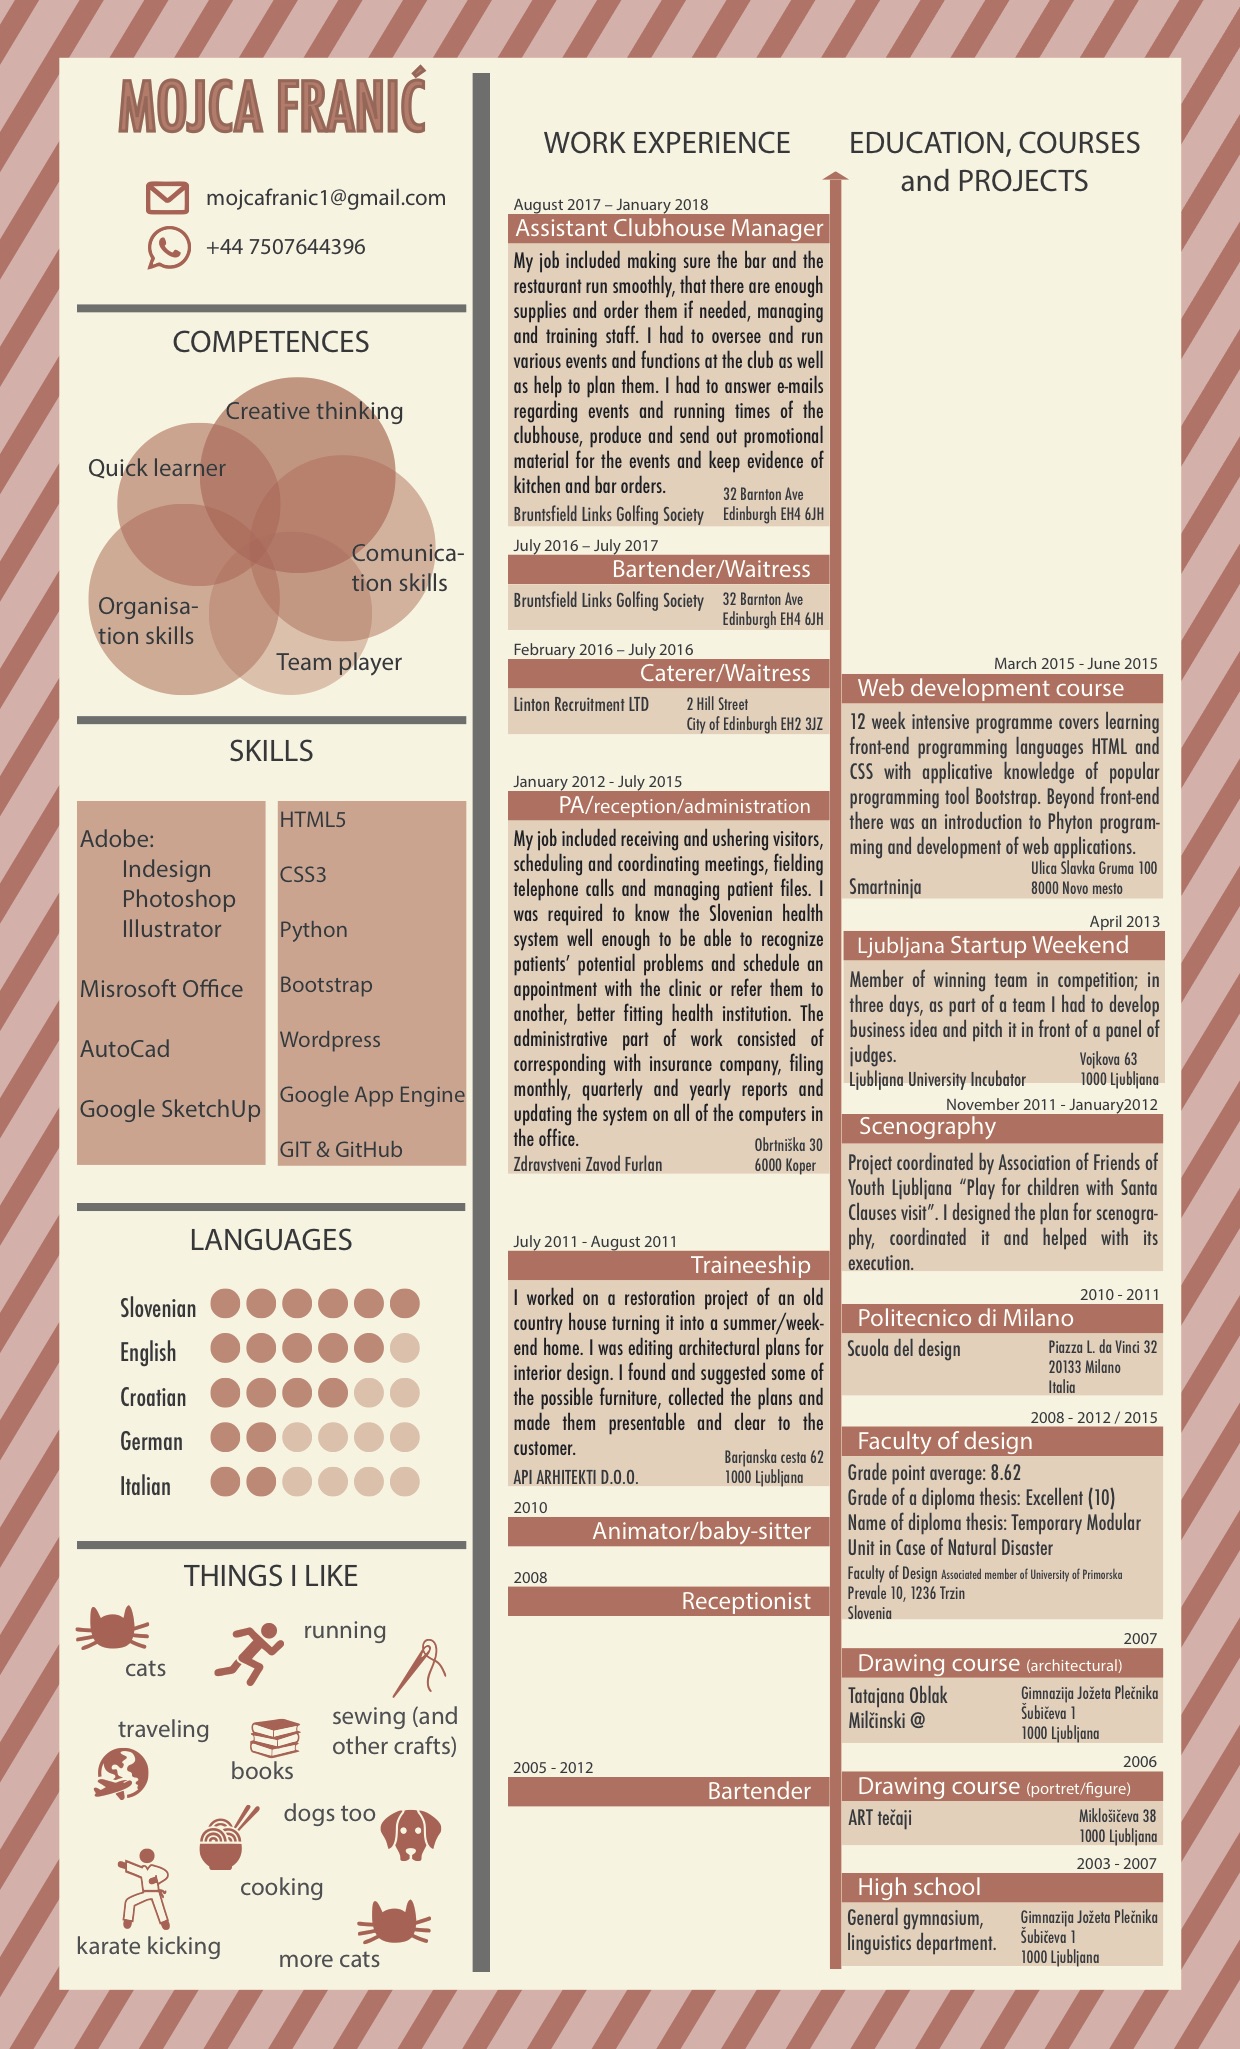 MOJCA FRANIĆ
mojcafranic1@gmail.com
+44 7507644396
COMPETENCES
Creative thinking
Quick learner
Comunica-
tion skills
Organisa-
tion skills
Team player
SKILLS
Adobe:
Indesign
Photoshop
Illustrator
Misrosoft Office
AutoCad
Google SketchUp
HTML5
CSS3
Python
Bootstrap
Wordpress
Google App Engine
GIT & GitHub
LANGUAGES
Slovenian
English
Croatian
German
Italian
THINGS I LIKE
running
cats
sewing (and
other crafts)
traveling
books
dogs too
cooking
karate kicking
more cats
WORK EXPERIENCE
August 2017 – January 2018
Assistant Clubhouse Manager
My job included making sure the bar and the
restaurant run smoothly, that there are enough
supplies and order them if needed, managing
and training staff. I had to oversee and run
various events and functions at the club as well
as help to plan them. I had to answer e-mails
regarding events and running times of the
clubhouse, produce and send out promotional
material for the events and keep evidence of
kitchen and bar orders.
32 Barnton Ave
Bruntsfield Links Golfing Society Edinburgh EH4 6JH
July 2016 – July 2017
Bartender/Waitress
Bruntsfield Links Golfing Society 32 Barnton Ave
Edinburgh EH4 6JH
February 2016 – July 2016
Caterer/Waitress
Linton Recruitment LTD 2 Hill Street
City of Edinburgh EH2 3JZ
January 2012 - July 2015
PA/reception/administration
My job included receiving and ushering visitors,
scheduling and coordinating meetings, fielding
telephone calls and managing patient files. I
was required to know the Slovenian health
system well enough to be able to recognize
patients’ potential problems and schedule an
appointment with the clinic or refer them to
another, better fitting health institution. The
administrative part of work consisted of
corresponding with insurance company, filing
monthly, quarterly and yearly reports and
updating the system on all of the computers in
the office.
Obrtniška 30
Zdravstveni Zavod Furlan 6000 Koper
July 2011 - August 2011
Traineeship
I worked on a restoration project of an old
country house turning it into a summer/week-
end home. I was editing architectural plans for
interior design. I found and suggested some of
the possible furniture, collected the plans and
made them presentable and clear to the
customer.
Barjanska cesta 62
API ARHITEKTI D.O.O. 1000 Ljubljana
2010
Animator/baby-sitter
2008
Receptionist
2005 - 2012
Bartender
EDUCATION, COURSES
and PROJECTS
March 2015 - June 2015
Web development course
12 week intensive programme covers learning
front-end programming languages HTML and
CSS with applicative knowledge of popular
programming tool Bootstrap. Beyond front-end
there was an introduction to Phyton program-
ming and development of web applications.
Ulica Slavka Gruma 100
Smartninja 8000 Novo mesto
April 2013
Ljubljana Startup Weekend
Member of winning team in competition; in
three days, as part of a team I had to develop
business idea and pitch it in front of a panel of
judges.
Vojkova 63
Ljubljana University Incubator 1000 Ljubljana
November 2011 - January2012
Scenography
Project coordinated by Association of Friends of
Youth Ljubljana “Play for children with Santa
Clauses visit”. I designed the plan for scenogra-
phy, coordinated it and helped with its
execution.
2010 - 2011
Politecnico di Milano
Scuola del design Piazza L. da Vinci 32
20133 Milano
Italia
2008 - 2012 / 2015
Faculty of design
Grade point average: 8.62
Grade of a diploma thesis: Excellent (10)
Name of diploma thesis: Temporary Modular
Unit in Case of Natural Disaster
Faculty of Design Associated member of University of Primorska
Prevale 10, 1236 Trzin
Slovenia
2007
Drawing course (architectural)
Tatajana Oblak Gimnazija Jožeta Plečnika
Milčinski @ Šubičeva 1
1000 Ljubljana
2006
Drawing course (portret/figure)
ART tečaji Miklošičeva 38
1000 Ljubljana
2003 - 2007
High school
General gymnasium, Gimnazija Jožeta Plečnika
linguistics department. Šubičeva 1
1000 Ljubljana